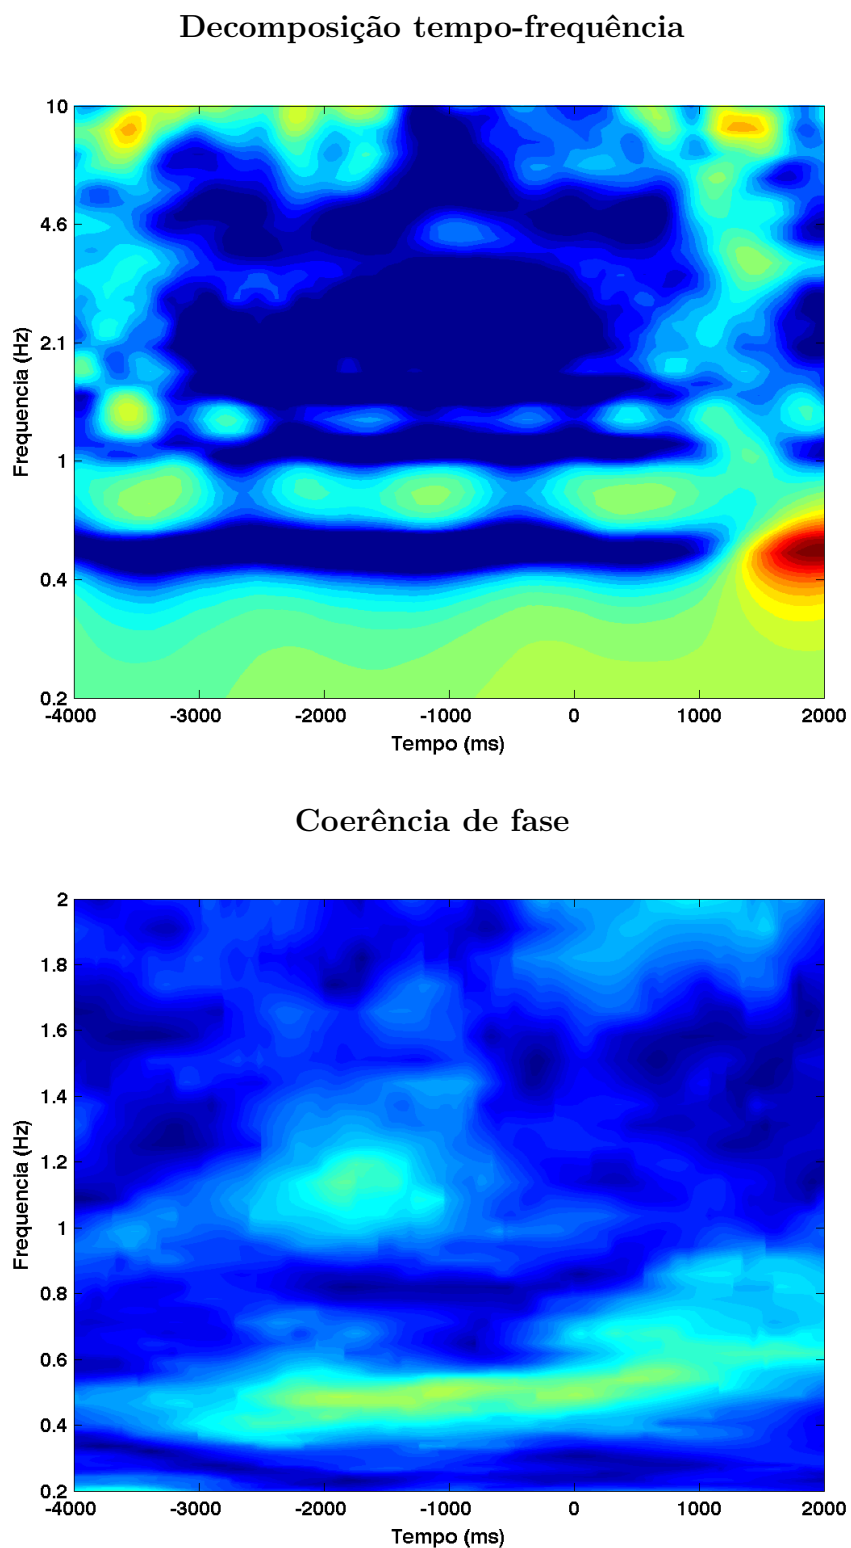 Decomposição tempo-frequência
10
4.6
2.1
1
0.4
0.2
Frequencia (Hz)
-4000 -3000 -2000 -1000 0 1000 2000
Tempo (ms)
Coerência de fase
2
1.8
1.6
1.4
1.2
1
0.8
0.6
0.4
0.2
Frequencia (Hz)
-4000 -3000 -2000 -1000 0 1000 2000
Tempo (ms)